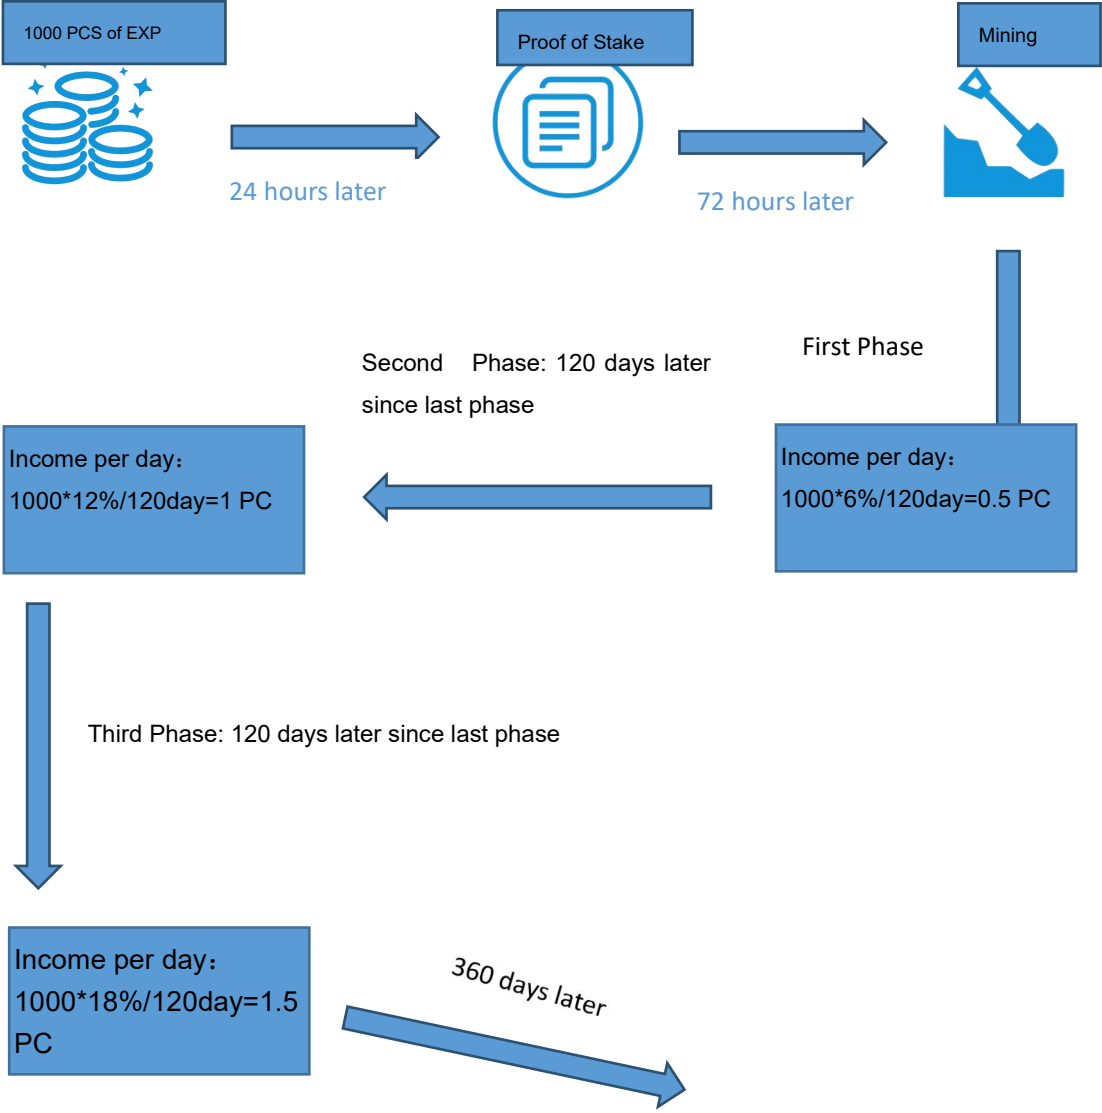 1000 PCS of EXP
Proof of Stake
Mining
24 hours later
72 hours later
First Phase
Second Phase: 120 days later
since last phase
Income per day：
1000*6%/120day=0.5 PC
Income per day：
1000*12%/120day=1 PC
Third Phase: 120 days later since last phase
Income per day：
1000*18%/120day=1.5
PC
360 days later